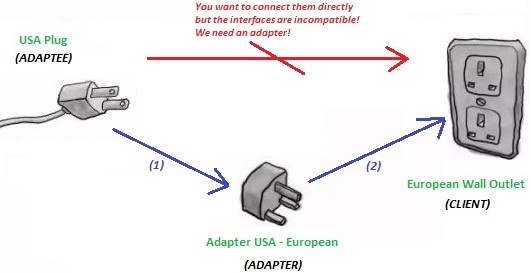 You want to connect them directly
but the interfaces are incompatible!
We need an adapter!
USA Plug
(ADAPTEE)
(1)
(2)
European Wall Outlet
(CLIENT)
Adapter USA - European
(ADAPTER)